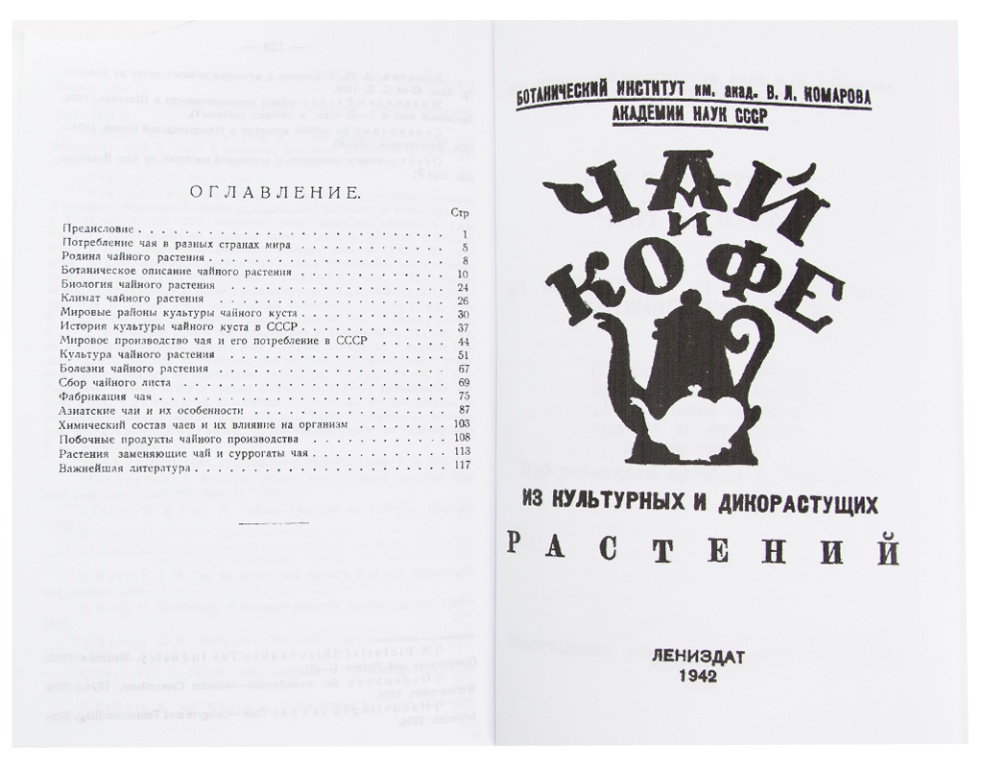 ОГЛАВЛЕНИЕ.
Стр
Предисловие . . . 1
Потребление чая в разных странах мира . . . 5
Родина чайного растения . . . 8
Ботаническое описание чайного растения . . . 10
Биология чайного растения . . . 24
Климат чайного растения . . . 26
Мировые районы культуры чайного куста . . . 30
История культуры чайного куста в СССР . . . 37
Мировое производство чая и его потребление в СССР . . . 44
Культура чайного растения . . . 51
Болезни чайного растения . . . 67
Сбор чайного листа . . . 69
Фабрикация чая . . . 75
Азиатские чаи и их особенности . . . 87
Химический состав чаев и их влияние на организм . . . 103
Побочные продукты чайного производства . . . 108
Растения заменяющие чай и суррогаты чая . . . 113
Важнейшая литература . . . 117
БОТАНИЧЕСКИЙ ИНСТИТУТ им. акад. В. Л. КОМАРОВА
АКАДЕМИИ НАУК СССР
ЧАЙ
И
КОФЕ
ИЗ КУЛЬТУРНЫХ И ДИКОРАСТУЩИХ
РАСТЕНИЙ
ЛЕНИЗДАТ
1942